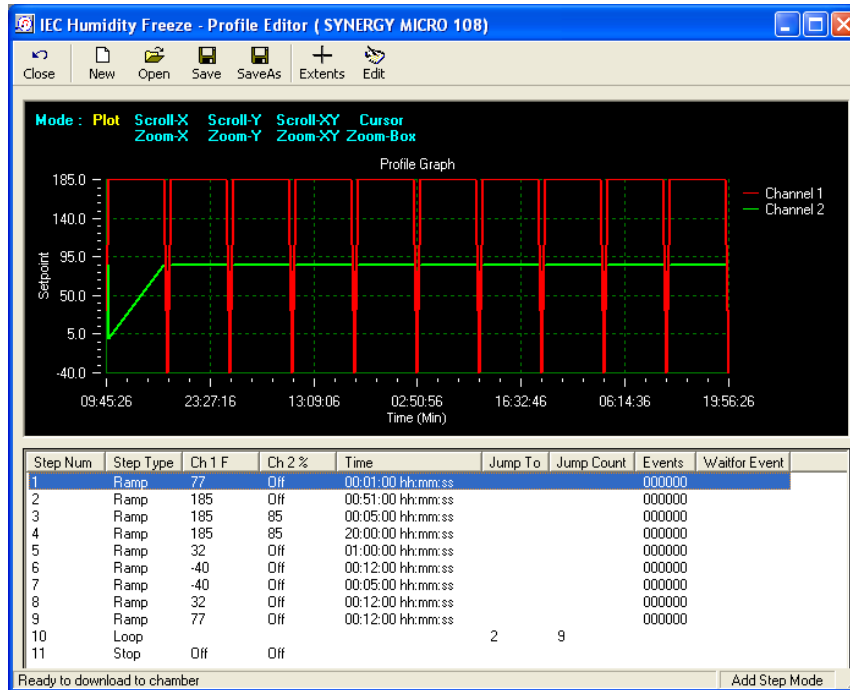 IEC Humidity Freeze - Profile Editor ( SYNERGY MICRO 108)
Close New Open Save SaveAs Extents Edit
Mode : Plot Scroll-X Scroll-Y Scroll-XY Cursor
Zoom-X Zoom-Y Zoom-XY Zoom-Box
Profile Graph
185.0
140.0
95.0
50.0
5.0
-40.0
Setpoint
Channel 1
Channel 2
09:45:26 23:27:16 13:09:06 02:50:56 16:32:46 06:14:36 19:56:26
Time (Min)
Step Num Step Type Ch 1 F Ch 2 % Time Jump To Jump Count Events Waitfor Event
1 Ramp 77 Off 00:01:00 hh:mm:ss 000000
2 Ramp 185 Off 00:51:00 hh:mm:ss 000000
3 Ramp 185 85 00:05:00 hh:mm:ss 000000
4 Ramp 185 85 20:00:00 hh:mm:ss 000000
5 Ramp 32 Off 01:00:00 hh:mm:ss 000000
6 Ramp -40 Off 00:12:00 hh:mm:ss 000000
7 Ramp -40 Off 00:05:00 hh:mm:ss 000000
8 Ramp 32 Off 00:12:00 hh:mm:ss 000000
9 Ramp 77 Off 00:12:00 hh:mm:ss 000000
10 Loop 2 9
11 Stop Off Off
Ready to download to chamber Add Step Mode